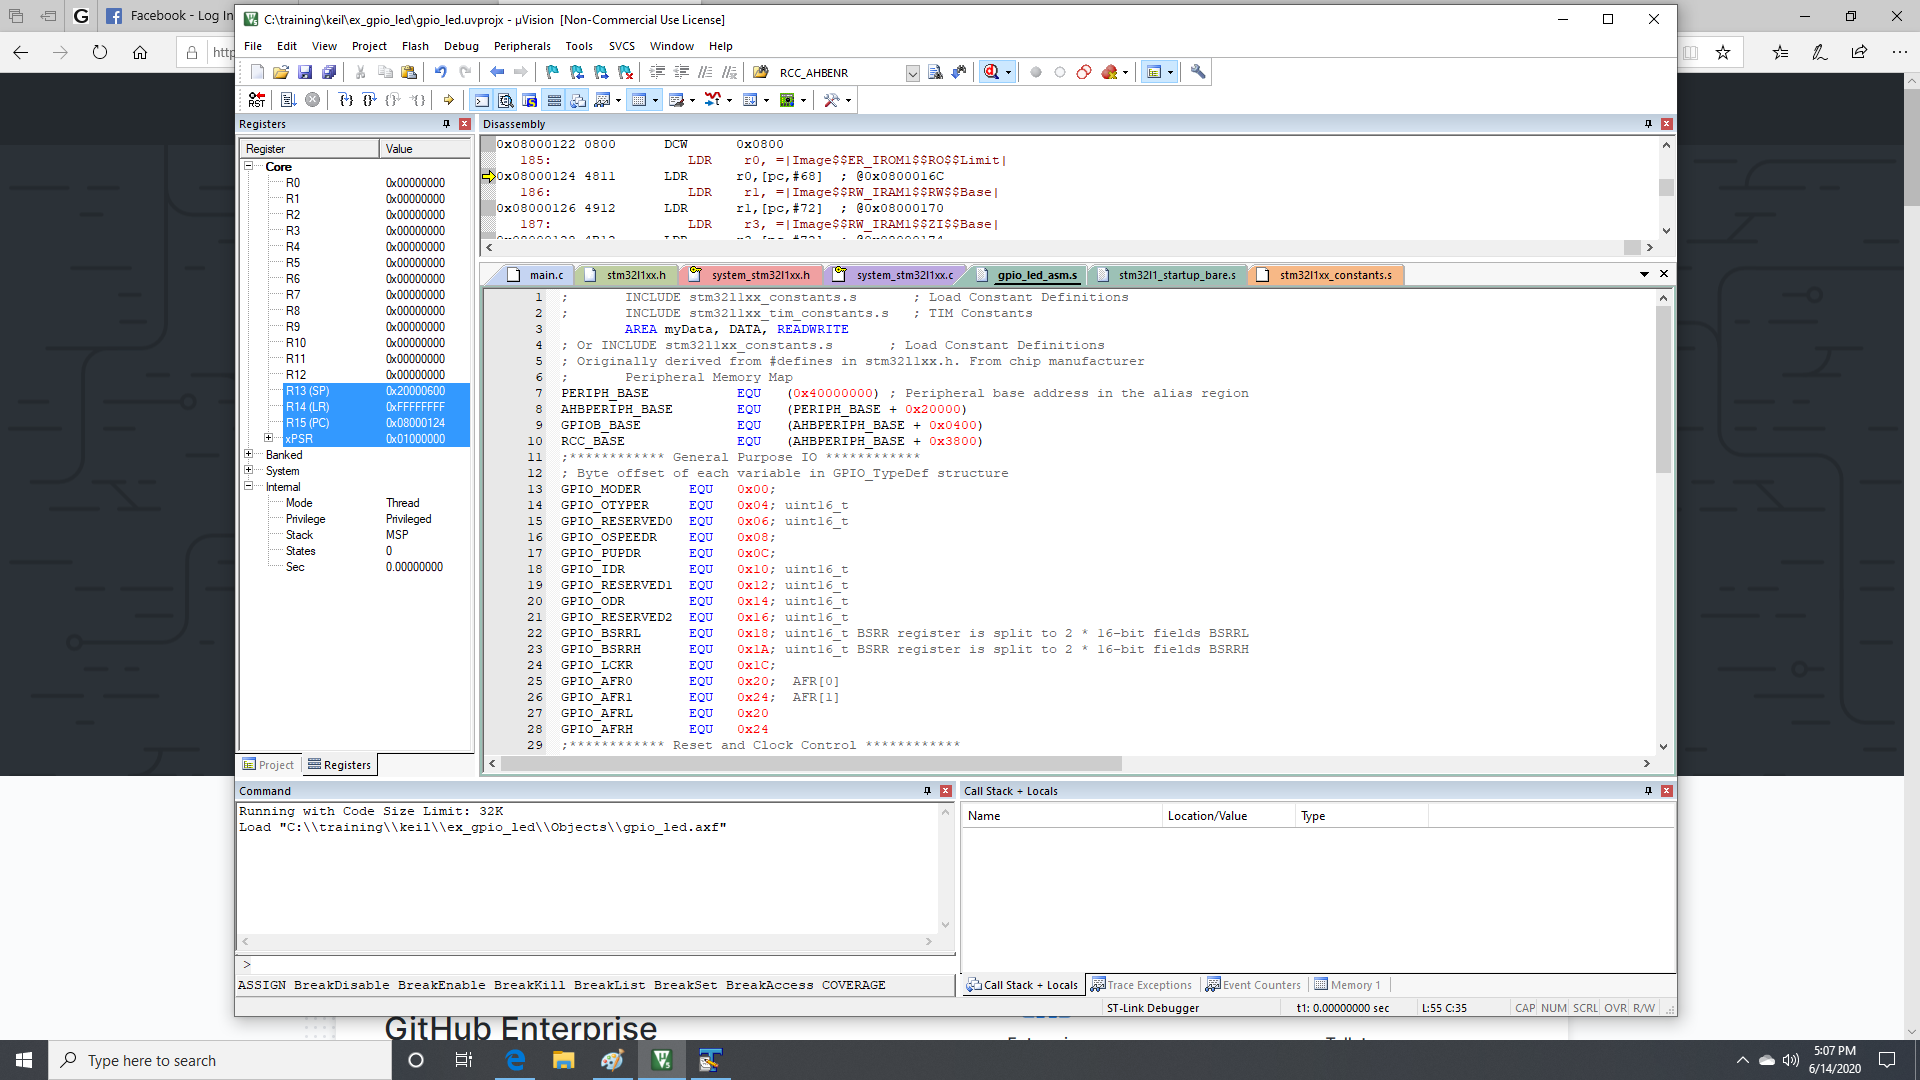 Facebook - Log In
C:\training\keil\ex_gpio_led\gpio_led.uvprojx - µVision  [Non-Commercial Use License]
File Edit View Project Flash Debug Peripherals Tools SVCS Window Help
http
RCC_AHBENR
RST
Registers
Register Value
Core
R0 0x00000000
R1 0x00000000
R2 0x00000000
R3 0x00000000
R4 0x00000000
R5 0x00000000
R6 0x00000000
R7 0x00000000
R8 0x00000000
R9 0x00000000
R10 0x00000000
R11 0x00000000
R12 0x00000000
R13 (SP) 0x20000600
R14 (LR) 0xFFFFFFFF
R15 (PC) 0x08000124
xPSR 0x01000000
Banked
System
Internal
Mode Thread
Privilege Privileged
Stack MSP
States 0
Sec 0.00000000
Project Registers
Disassembly
0x08000122 0800 DCW 0x0800
185: LDR r0, =|Image$$ER_IROM1$$RO$$Limit|
0x08000124 4811 LDR r0,[pc,#68] ; @0x0800016C
186: LDR r1, =|Image$$RW_IRAM1$$RW$$Base|
0x08000126 4912 LDR r1,[pc,#72] ; @0x08000170
187: LDR r3, =|Image$$RW_IRAM1$$ZI$$Base|
0x08000128 4B12 LDR r3,[pc,#72] ; @0x08000174
main.c stm32l1xx.h system_stm32l1xx.h system_stm32l1xx.c gpio_led_asm.s stm32l1_startup_bare.s stm32l1xx_constants.s
1 ; INCLUDE stm32l1xx_constants.s ; Load Constant Definitions
2 ; INCLUDE stm32l1xx_tim_constants.s ; TIM Constants
3 AREA myData, DATA, READWRITE
4 ; Or INCLUDE stm32l1xx_constants.s ; Load Constant Definitions
5 ; Originally derived from #defines in stm32l1xx.h. From chip manufacturer
6 ; Peripheral Memory Map
7 PERIPH_BASE EQU (0x40000000) ; Peripheral base address in the alias region
8 AHBPERIPH_BASE EQU (PERIPH_BASE + 0x20000)
9 GPIOB_BASE EQU (AHBPERIPH_BASE + 0x0400)
10 RCC_BASE EQU (AHBPERIPH_BASE + 0x3800)
11 ;************ General Purpose IO ************
12 ; Byte offset of each variable in GPIO_TypeDef structure
13 GPIO_MODER EQU 0x00;
14 GPIO_OTYPER EQU 0x04; uint16_t
15 GPIO_RESERVED0 EQU 0x06; uint16_t
16 GPIO_OSPEEDR EQU 0x08;
17 GPIO_PUPDR EQU 0x0C;
18 GPIO_IDR EQU 0x10; uint16_t
19 GPIO_RESERVED1 EQU 0x12; uint16_t
20 GPIO_ODR EQU 0x14; uint16_t
21 GPIO_RESERVED2 EQU 0x16; uint16_t
22 GPIO_BSRRL EQU 0x18; uint16_t BSRR register is split to 2 * 16-bit fields BSRRL
23 GPIO_BSRRH EQU 0x1A; uint16_t BSRR register is split to 2 * 16-bit fields BSRRH
24 GPIO_LCKR EQU 0x1C;
25 GPIO_AFR0 EQU 0x20; AFR[0]
26 GPIO_AFR1 EQU 0x24; AFR[1]
27 GPIO_AFRL EQU 0x20
28 GPIO_AFRH EQU 0x24
29 ;************ Reset and Clock Control ************
Command
Running with Code Size Limit: 32K
Load "C:\\training\\keil\\ex_gpio_led\\Objects\\gpio_led.axf"
>
ASSIGN BreakDisable BreakEnable BreakKill BreakList BreakSet BreakAccess COVERAGE
Call Stack + Locals
Name Location/Value Type
Call Stack + Locals Trace Exceptions Event Counters Memory 1
ST-Link Debugger t1: 0.00000000 sec L:55 C:35 CAP NUM SCRL OVR R/W
GitHub Enterprise
Type here to search
5:07 PM
6/14/2020